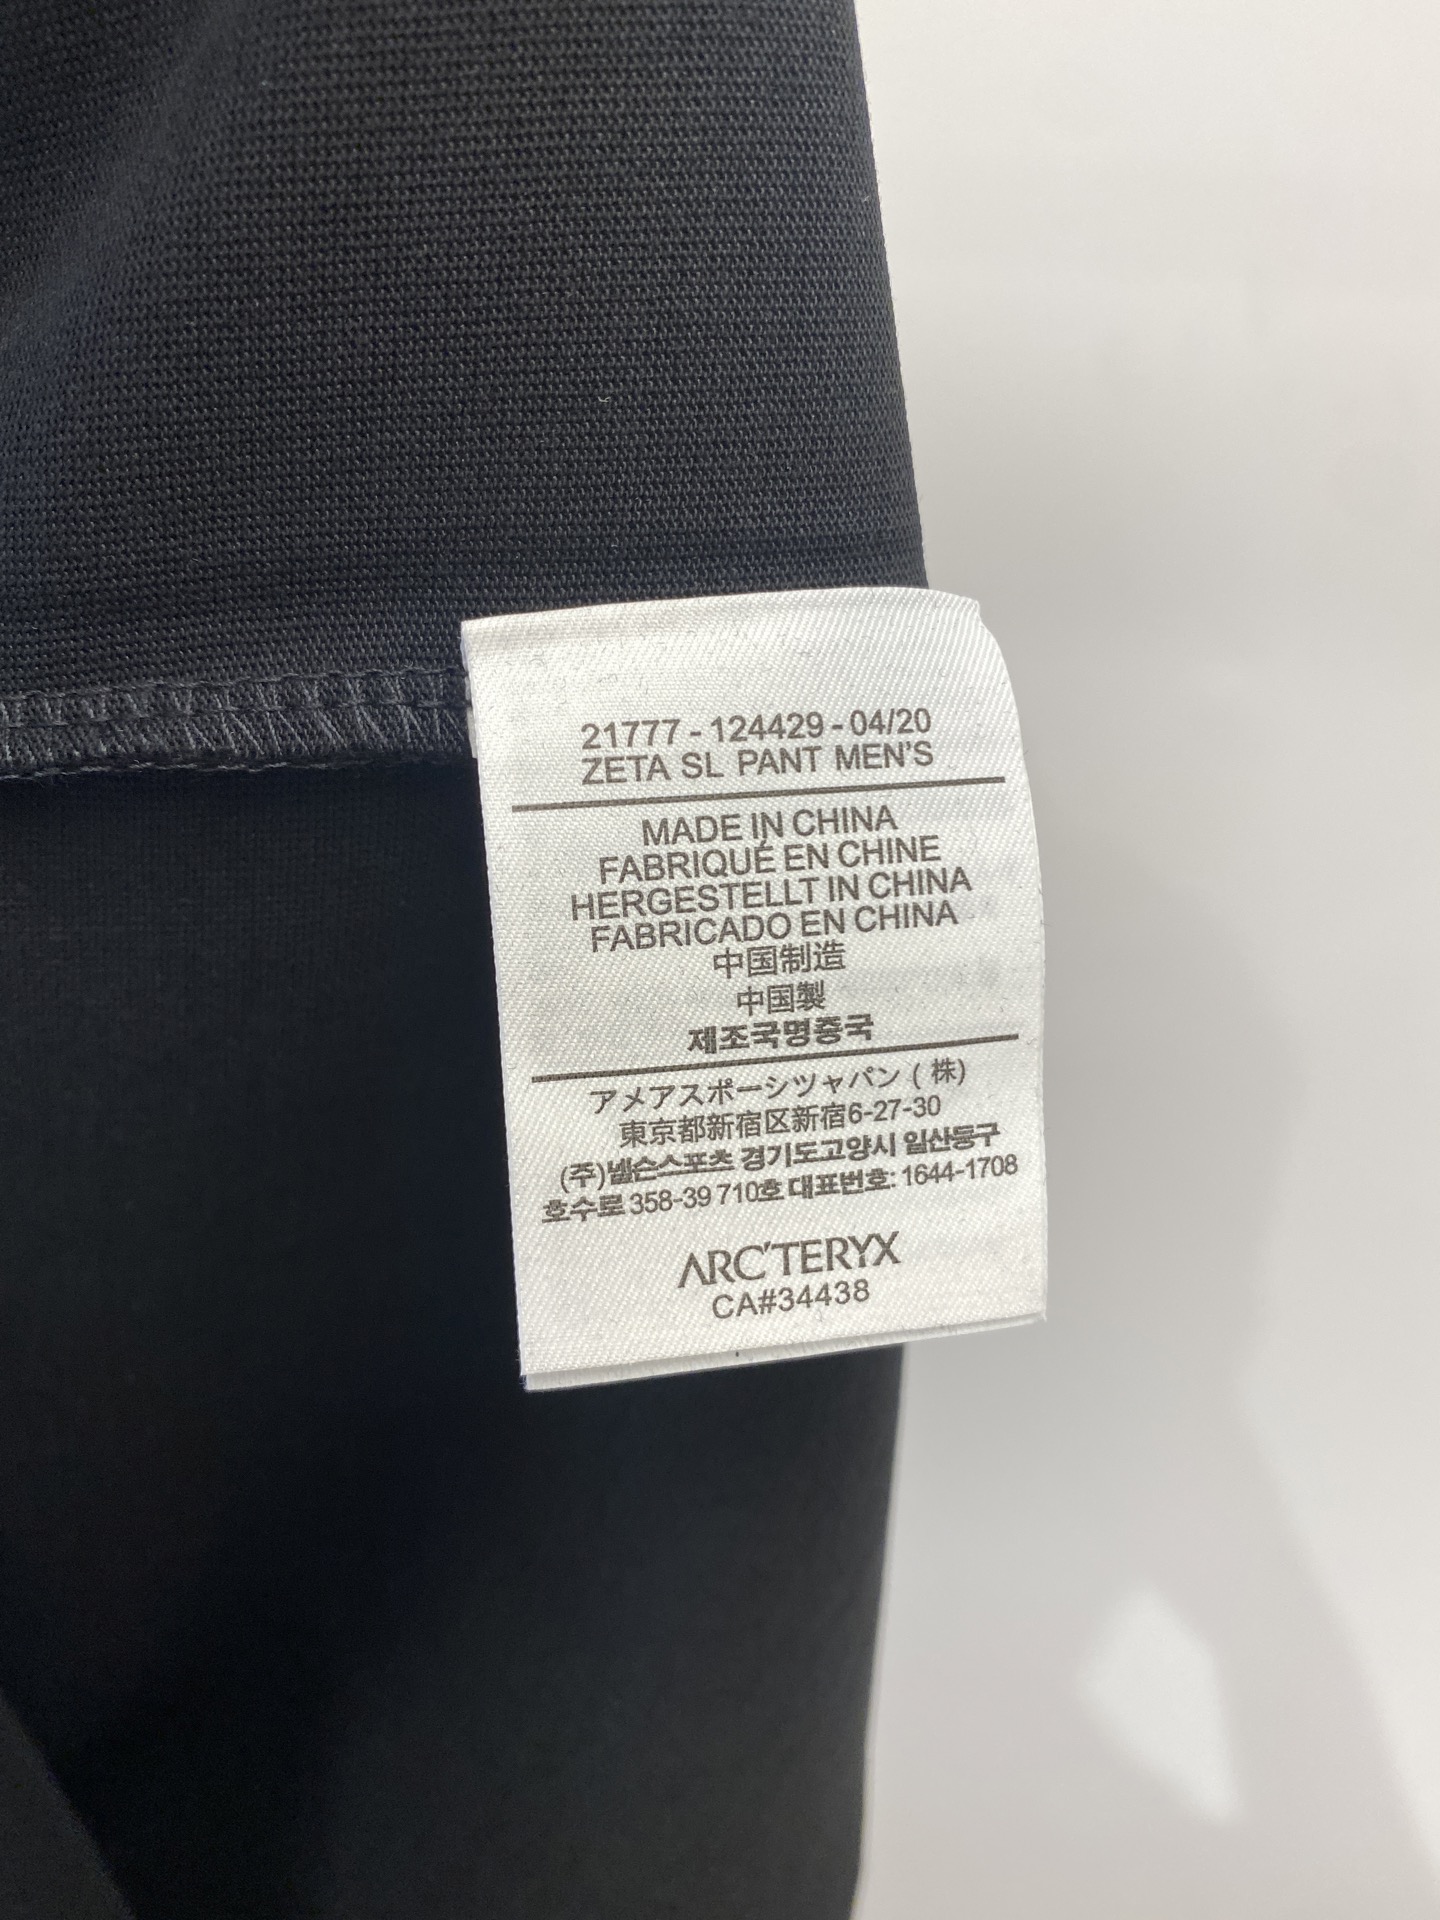 21777 - 124429 - 04/20
ZETA SL PANT MEN'S
MADE IN CHINA
FABRIQUÉ EN CHINE
HERGESTELLT IN CHINA
FABRICADO EN CHINA
中国制造
中国製
제조국명중국
アメアスポーシツャパン (株)
東京都新宿区新宿6-27-30
(주)넬슨스포츠 경기도고양시 일산동구
호수로 358-39 710호 대표번호: 1644-1708
ARC'TERYX
CA#34438